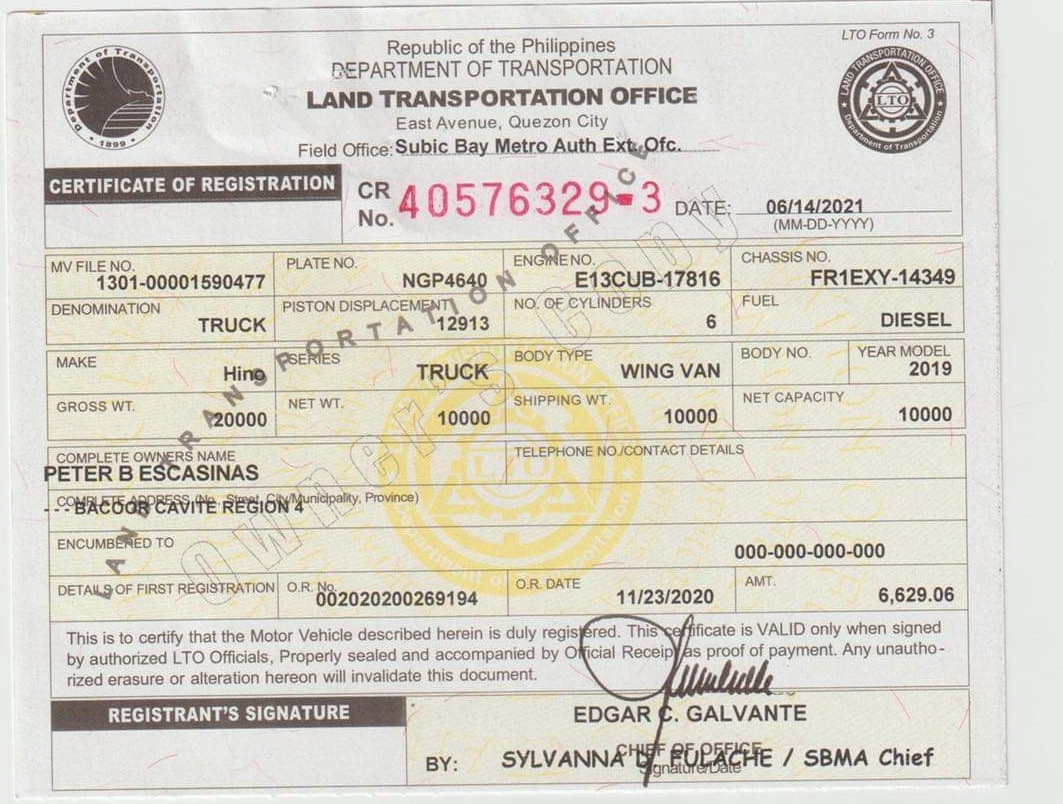 LTO Form No. 3
Republic of the Philippines
DEPARTMENT OF TRANSPORTATION
LAND TRANSPORTATION OFFICE
East Avenue, Quezon City
Field Office: Subic Bay Metro Auth Ext. Ofc.
Department of Transportation
1899
LAND TRANSPORTATION OFFICE
LTO
Department of Transportation
CERTIFICATE OF REGISTRATION
CR No. 40576329-3
DATE: 06/14/2021
(MM-DD-YYYY)
MV FILE NO. PLATE NO. ENGINE NO. CHASSIS NO.
1301-00001590477 NGP4640 E13CUB-17816 FR1EXY-14349
DENOMINATION PISTON DISPLACEMENT NO. OF CYLINDERS FUEL
TRUCK 12913 6 DIESEL
MAKE SERIES BODY TYPE BODY NO. YEAR MODEL
Hino TRUCK WING VAN 2019
GROSS WT. NET WT. SHIPPING WT. NET CAPACITY
20000 10000 10000 10000
COMPLETE OWNERS NAME TELEPHONE NO./CONTACT DETAILS
PETER B ESCASINAS
COMPLETE ADDRESS (No., Street, City/Municipality, Province)
--- BACOOR CAVITE REGION 4
ENCUMBERED TO
000-000-000-000
DETAILS OF FIRST REGISTRATION O.R. No. O.R. DATE AMT.
002020200269194 11/23/2020 6,629.06
This is to certify that the Motor Vehicle described herein is duly registered. This certificate is VALID only when signed
by authorized LTO Officials, Properly sealed and accompanied by Official Receipt as proof of payment. Any unautho-
rized erasure or alteration hereon will invalidate this document.
REGISTRANT'S SIGNATURE
EDGAR C. GALVANTE
CHIEF OF OFFICE
BY: SYLVANNA D. FULACHE / SBMA Chief
Signature/Date
LAND TRANSPORTATION OFFICE
Owner's Copy
LTO